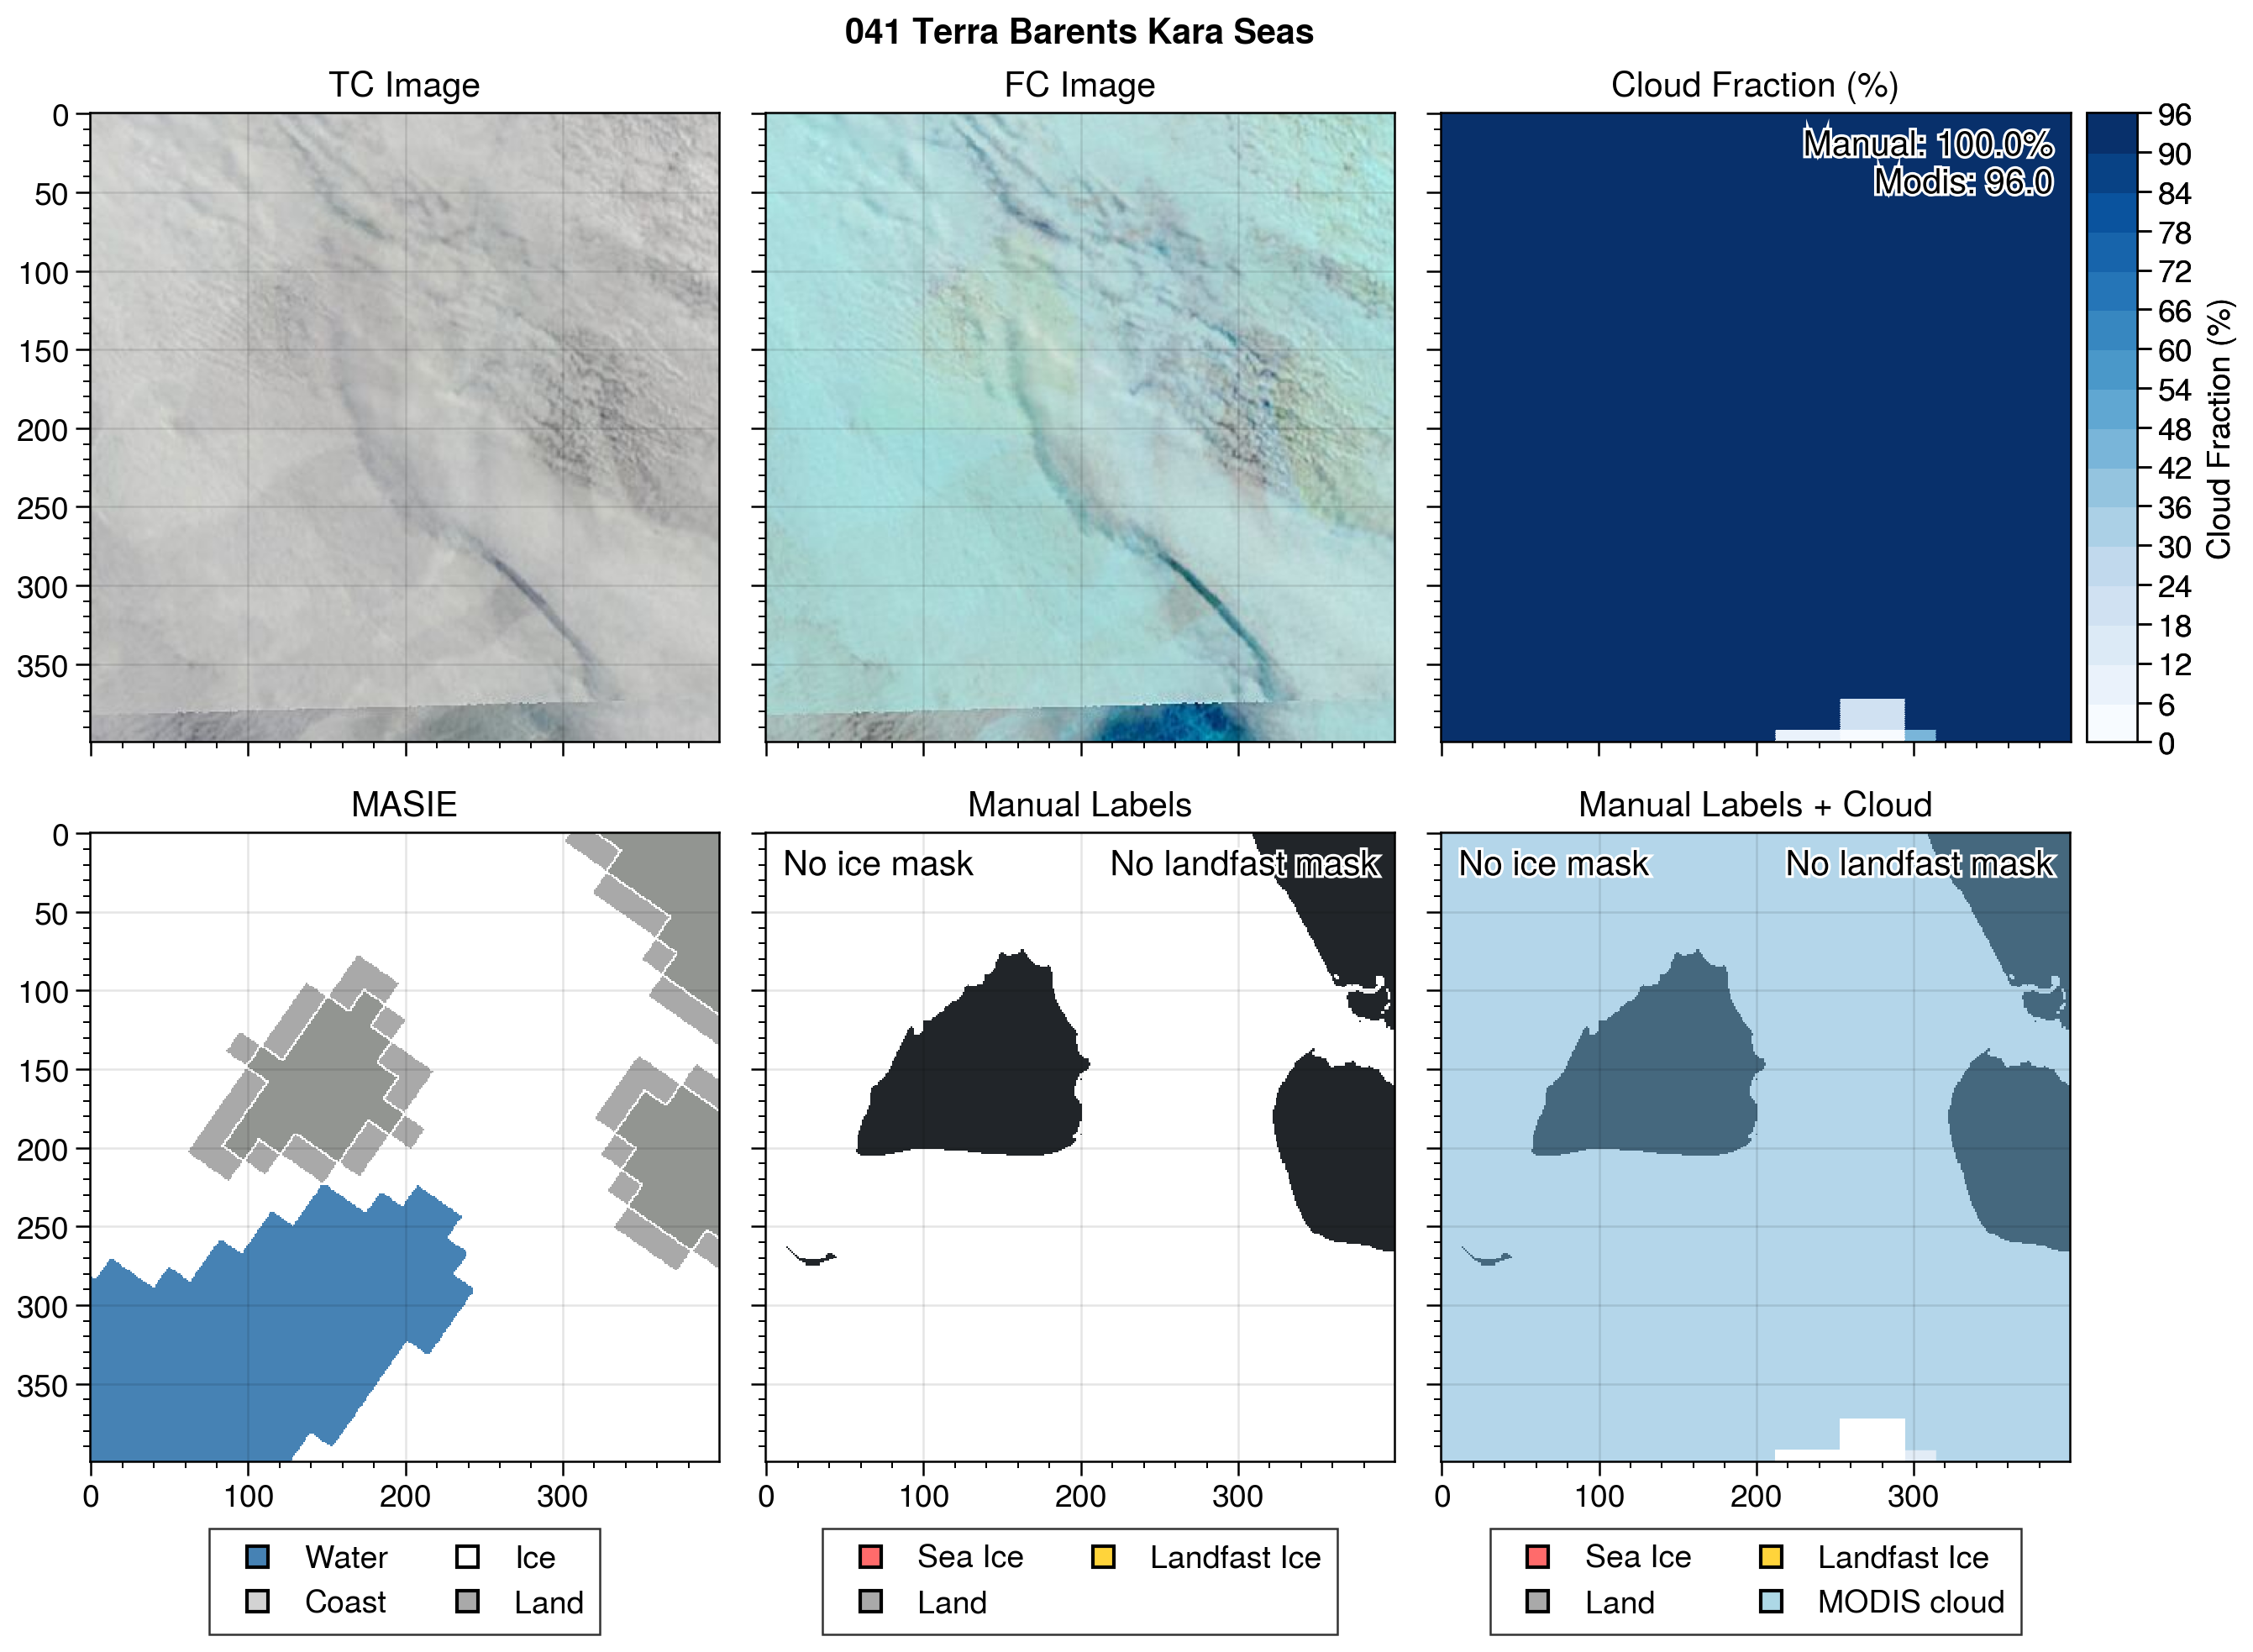 041 Terra Barents Kara Seas
TC Image
FC Image
Cloud Fraction (%)
0
50
100
150
200
250
300
350
Manual: 100.0%
Modis: 96.0
96
90
84
78
72
66
60
54
48
42
36
30
24
18
12
6
0
Cloud Fraction (%)
MASIE
Manual Labels
Manual Labels + Cloud
0
50
100
150
200
250
300
350
No ice mask
No landfast mask
No ice mask
No landfast mask
0 100 200 300
0 100 200 300
0 100 200 300
Water
Ice
Coast
Land
Sea Ice
Landfast Ice
Land
Sea Ice
Landfast Ice
Land
MODIS cloud